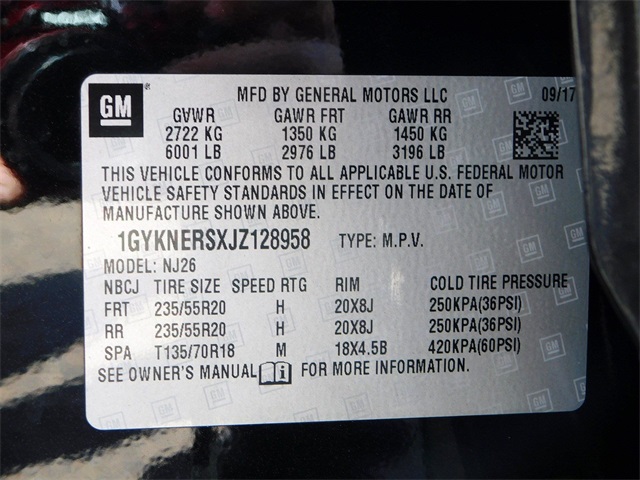 GM
MFD BY GENERAL MOTORS LLC 09/17
GVWR GAWR FRT GAWR RR
2722 KG 1350 KG 1450 KG
6001 LB 2976 LB 3196 LB
THIS VEHICLE CONFORMS TO ALL APPLICABLE U.S. FEDERAL MOTOR
VEHICLE SAFETY STANDARDS IN EFFECT ON THE DATE OF
MANUFACTURE SHOWN ABOVE.
1GYKNERSXJZ128958 TYPE: M.P.V.
MODEL: NJ26
NBCJ TIRE SIZE SPEED RTG RIM COLD TIRE PRESSURE
FRT 235/55R20 H 20X8J 250KPA(36PSI)
RR 235/55R20 H 20X8J 250KPA(36PSI)
SPA T135/70R18 M 18X4.5B 420KPA(60PSI)
SEE OWNER'S MANUAL FOR MORE INFORMATION.